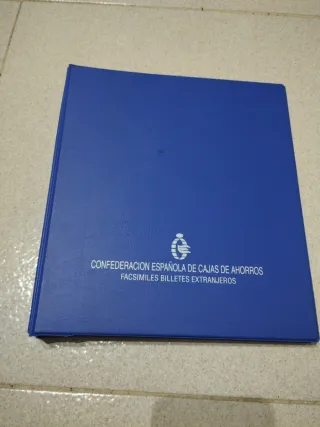 CONFEDERACION ESPAÑOLA DE CAJAS DE AHORROS
FACSIMILES BILLETES EXTRANJEROS